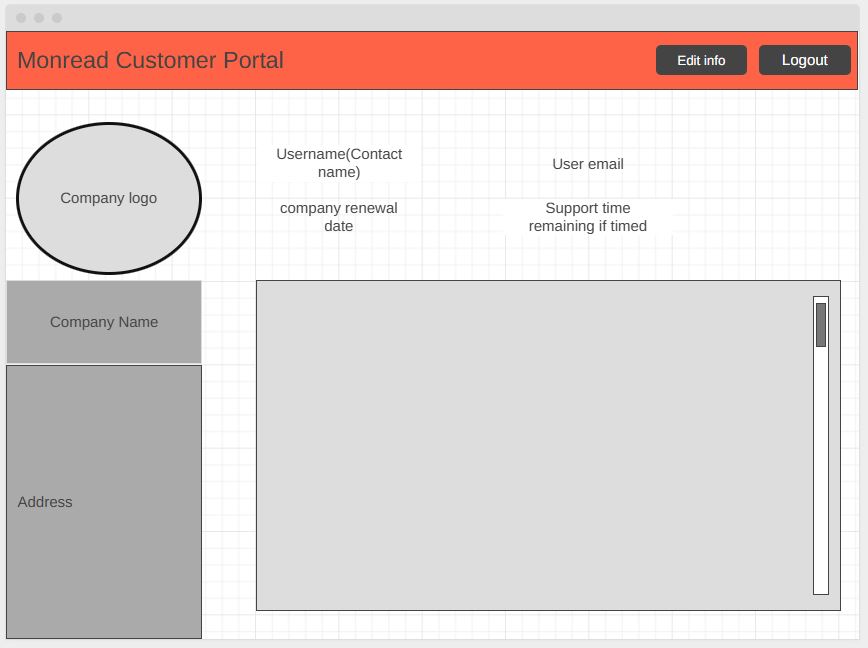 Monread Customer Portal
Edit info
Logout
Company logo
Username(Contact
name)
User email
company renewal
date
Support time
remaining if timed
Company Name
Address